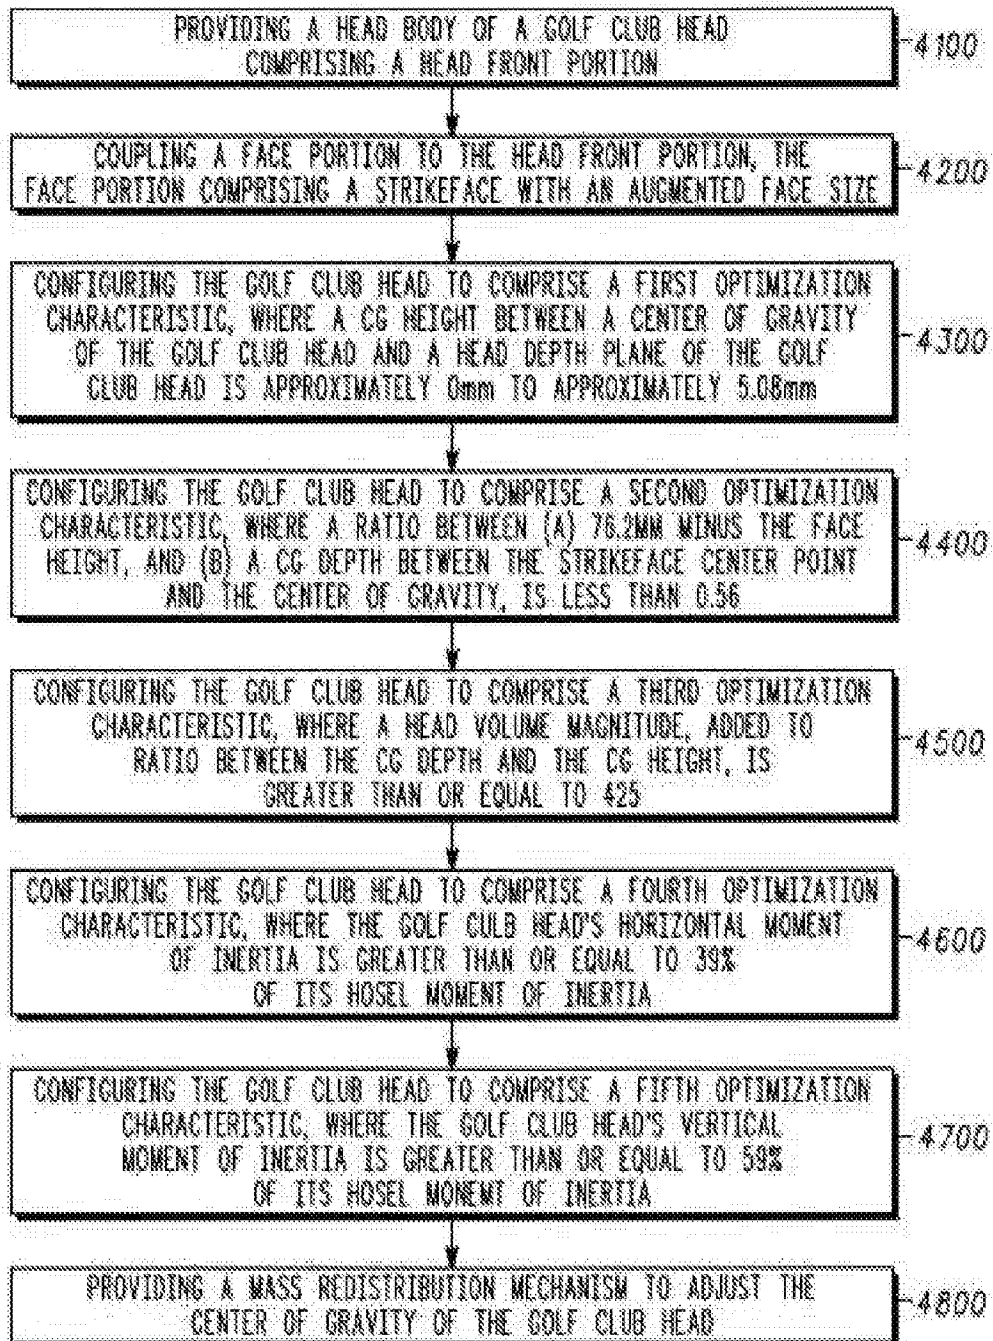 PROVIDING A HEAD BODY OF A GOLF CLUB HEAD
COMPRISING A HEAD FRONT PORTION
4100
COUPLING A FACE PORTION TO THE HEAD FRONT PORTION, THE
FACE PORTION COMPRISING A STRIKEFACE WITH AN AUGMENTED FACE SIZE
4200
CONFIGURING THE GOLF CLUB HEAD TO COMPRISE A FIRST OPTIMIZATION
CHARACTERISTIC, WHERE A CG HEIGHT BETWEEN A CENTER OF GRAVITY
OF THE GOLF CLUB HEAD AND A HEAD DEPTH PLANE OF THE GOLF
CLUB HEAD IS APPROXIMATELY 0mm TO APPROXIMATELY 5.08mm
4300
CONFIGURING THE GOLF CLUB HEAD TO COMPRISE A SECOND OPTIMIZATION
CHARACTERISTIC, WHERE A RATIO BETWEEN (A) 76.2MM MINUS THE FACE
HEIGHT, AND (B) A CG DEPTH BETWEEN THE STRIKEFACE CENTER POINT
AND THE CENTER OF GRAVITY, IS LESS THAN 0.56
4400
CONFIGURING THE GOLF CLUB HEAD TO COMPRISE A THIRD OPTIMIZATION
CHARACTERISTIC, WHERE A HEAD VOLUME MAGNITUDE, ADDED TO
RATIO BETWEEN THE CG DEPTH AND THE CG HEIGHT, IS
GREATER THAN OR EQUAL TO 425
4500
CONFIGURING THE GOLF CLUB HEAD TO COMPRISE A FOURTH OPTIMIZATION
CHARACTERISTIC, WHERE THE GOLF CULB HEAD'S HORIZONTAL MOMENT
OF INERTIA IS GREATER THAN OR EQUAL TO 39%
OF ITS HOSEL MOMENT OF INERTIA
4600
CONFIGURING THE GOLF CLUB HEAD TO COMPRISE A FIFTH OPTIMIZATION
CHARACTERISTIC, WHERE THE GOLF CLUB HEAD'S VERTICAL
MOMENT OF INERTIA IS GREATER THAN OR EQUAL TO 59%
OF ITS HOSEL MONEMT OF INERTIA
4700
PROVIDING A MASS REDISTRIBUTION MECHANISM TO ADJUST THE
CENTER OF GRAVITY OF THE GOLF CLUB HEAD
4800